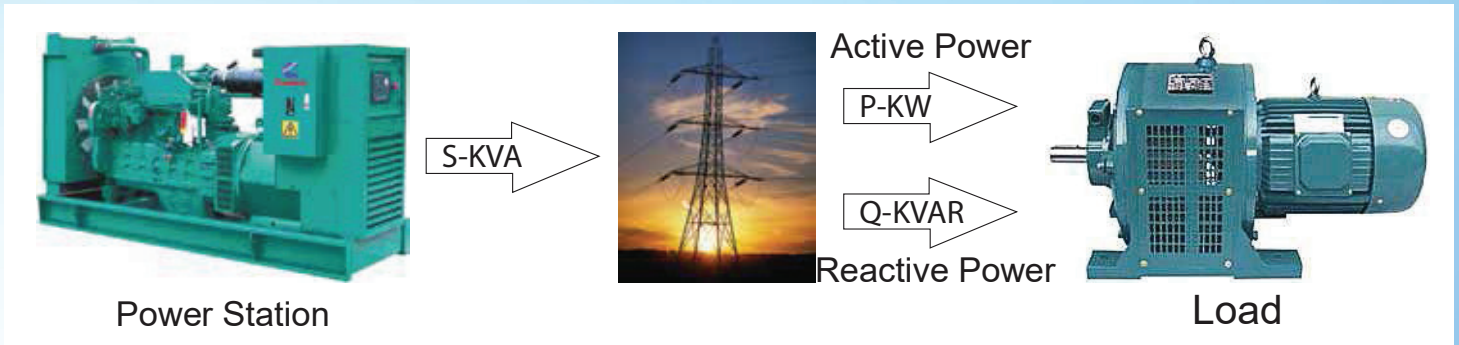 Active Power
P-KW
S-KVA
Q-KVAR
Reactive Power
Power Station
Load